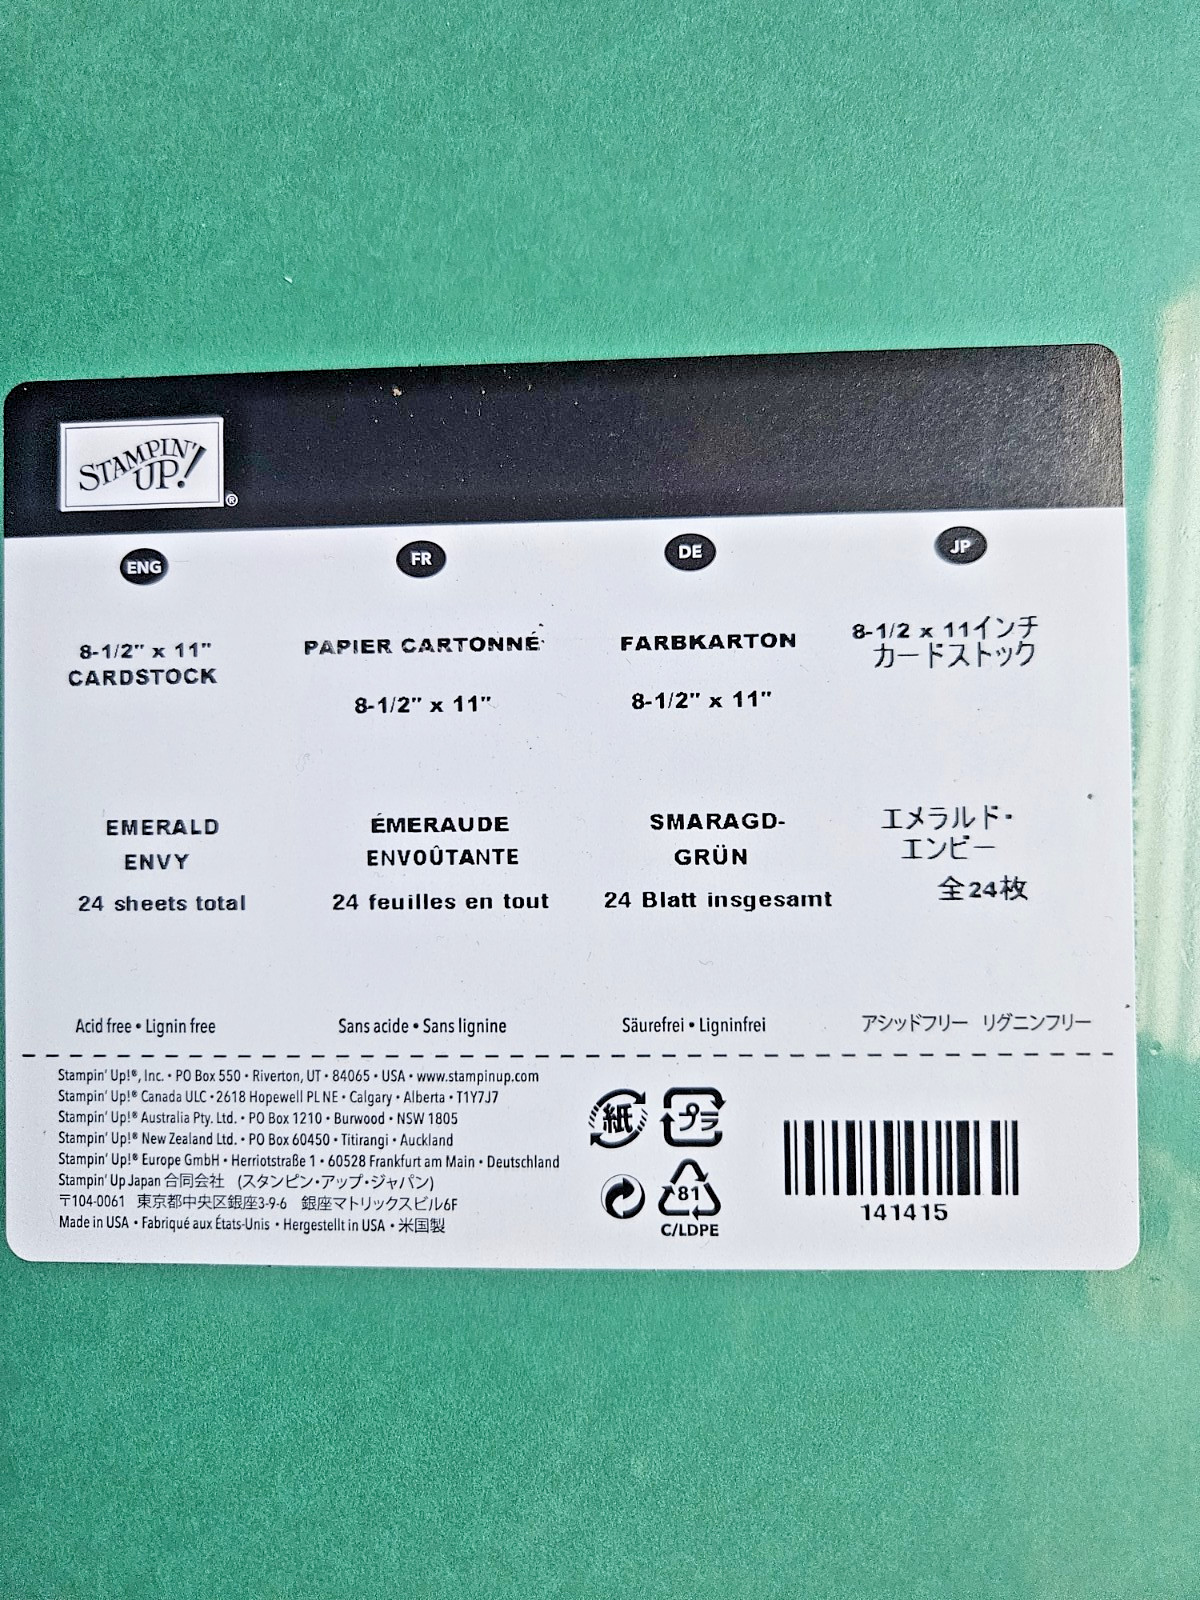 STAMPIN' UP!®
ENG
8-1/2" x 11"
CARDSTOCK
EMERALD
ENVY
24 sheets total
Acid free • Lignin free
FR
PAPIER CARTONNÉ
8-1/2" x 11"
ÉMERAUDE
ENVOÛTANTE
24 feuilles en tout
Sans acide • Sans lignine
DE
FARBKARTON
8-1/2" x 11"
SMARAGD-
GRÜN
24 Blatt insgesamt
Säurefrei • Ligninfrei
JP
8-1/2 x 11インチ
カードストック
エメラルド・
エンビー
全24枚
アシッドフリー リグニンフリー
Stampin' Up!®, Inc. • PO Box 550 • Riverton, UT • 84065 • USA • www.stampinup.com
Stampin' Up!® Canada ULC • 2618 Hopewell PL NE • Calgary • Alberta • T1Y7J7
Stampin' Up!® Australia Pty. Ltd. • PO Box 1210 • Burwood • NSW 1805
Stampin' Up!® New Zealand Ltd. • PO Box 60450 • Titirangi • Auckland
Stampin' Up!® Europe GmbH • Herriotstraße 1 • 60528 Frankfurt am Main • Deutschland
Stampin' Up Japan 合同会社 (スタンピン・アップ・ジャパン)
〒104-0061 東京都中央区銀座3-9-6 銀座マトリックスビル6F
Made in USA • Fabriqué aux États-Unis • Hergestellt in USA • 米国製
紙
プラ
81
C/LDPE
141415